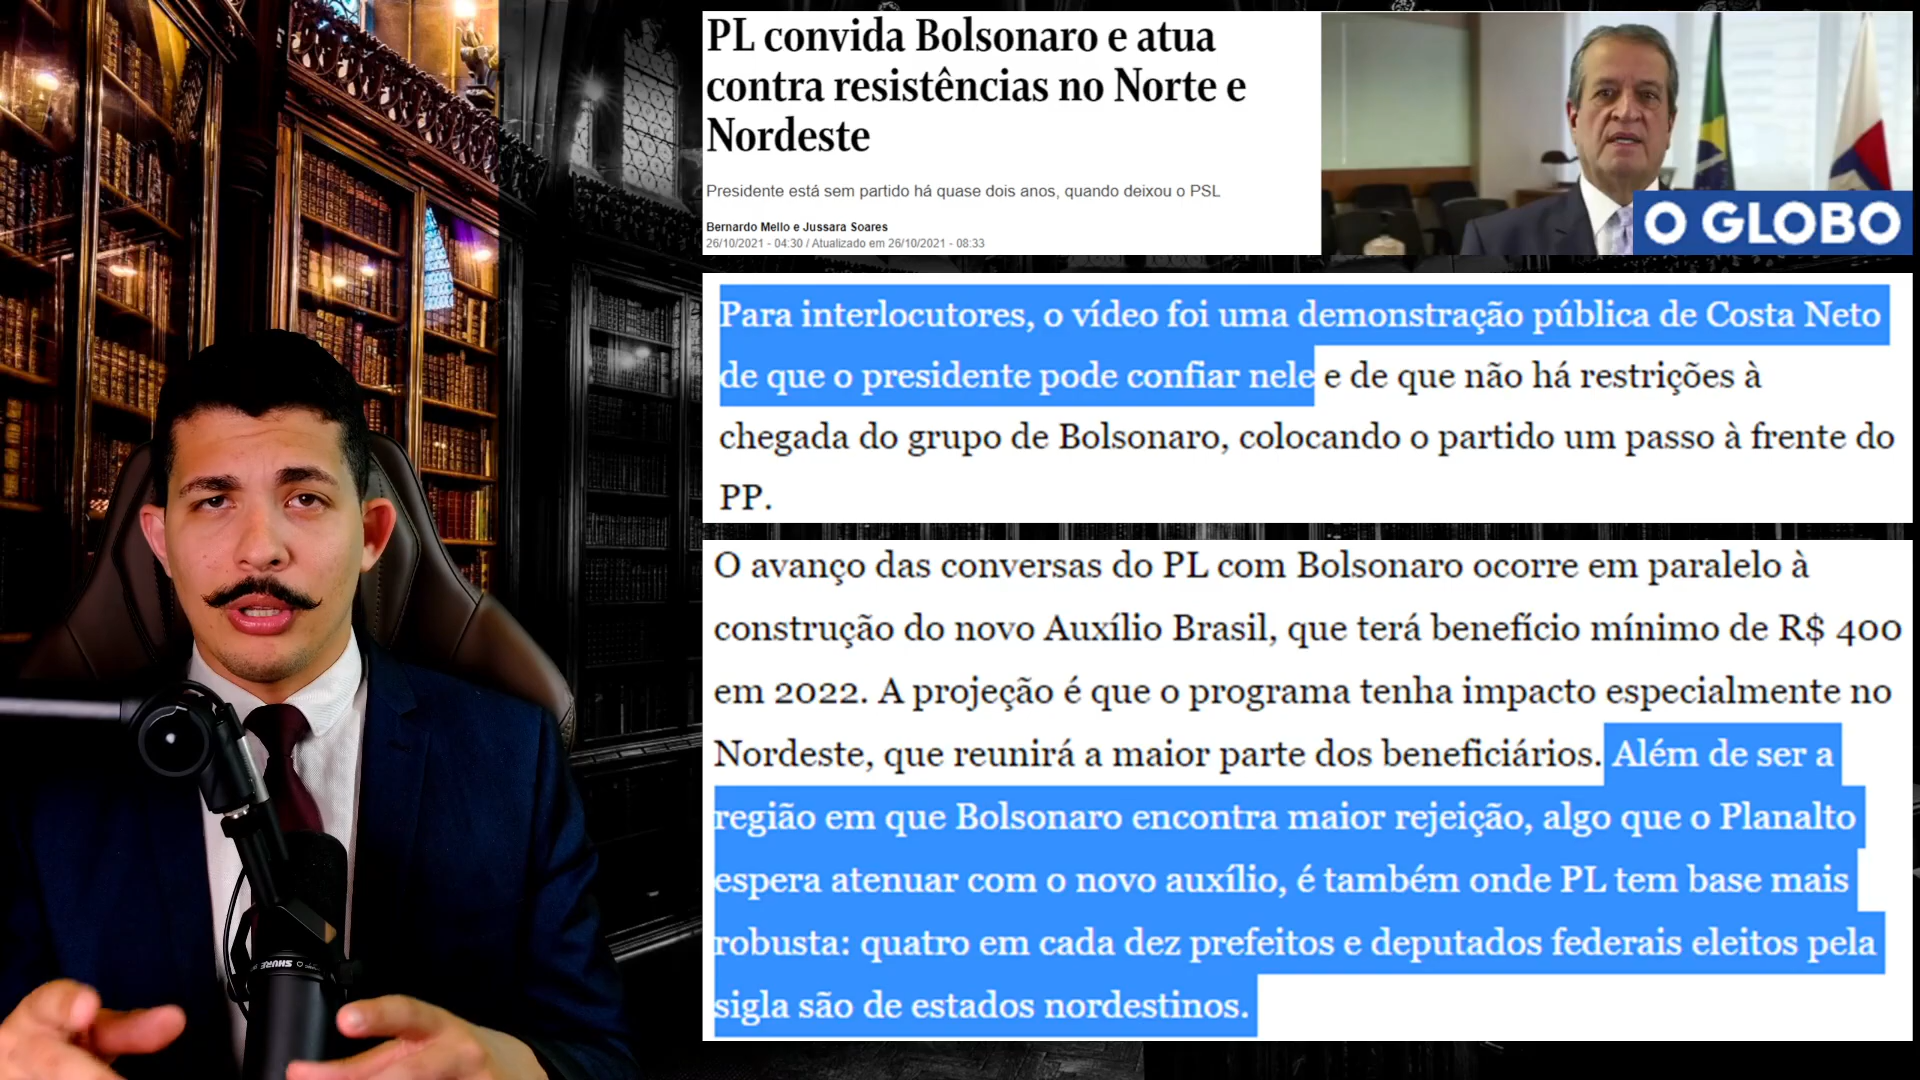 PL convida Bolsonaro e atua
contra resistências no Norte e
Nordeste
Presidente está sem partido há quase dois anos, quando deixou o PSL
Bernardo Mello e Jussara Soares
26/10/2021 - 04:30 / Atualizado em 26/10/2021 - 08:33
O GLOBO
Para interlocutores, o vídeo foi uma demonstração pública de Costa Neto
de que o presidente pode confiar nele e de que não há restrições à
chegada do grupo de Bolsonaro, colocando o partido um passo à frente do
PP.
O avanço das conversas do PL com Bolsonaro ocorre em paralelo à
construção do novo Auxílio Brasil, que terá benefício mínimo de R$ 400
em 2022. A projeção é que o programa tenha impacto especialmente no
Nordeste, que reunirá a maior parte dos beneficiários. Além de ser a
região em que Bolsonaro encontra maior rejeição, algo que o Planalto
espera atenuar com o novo auxílio, é também onde PL tem base mais
robusta: quatro em cada dez prefeitos e deputados federais eleitos pela
sigla são de estados nordestinos.
SHURE